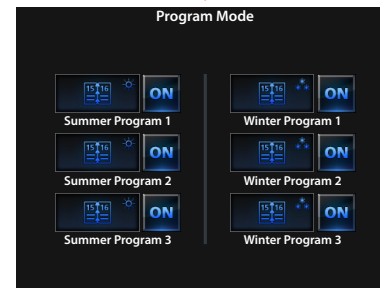 Program Mode
15 16 ON 15 16 ON
Summer Program 1 Winter Program 1
15 16 ON 15 16 ON
Summer Program 2 Winter Program 2
15 16 ON 15 16 ON
Summer Program 3 Winter Program 3